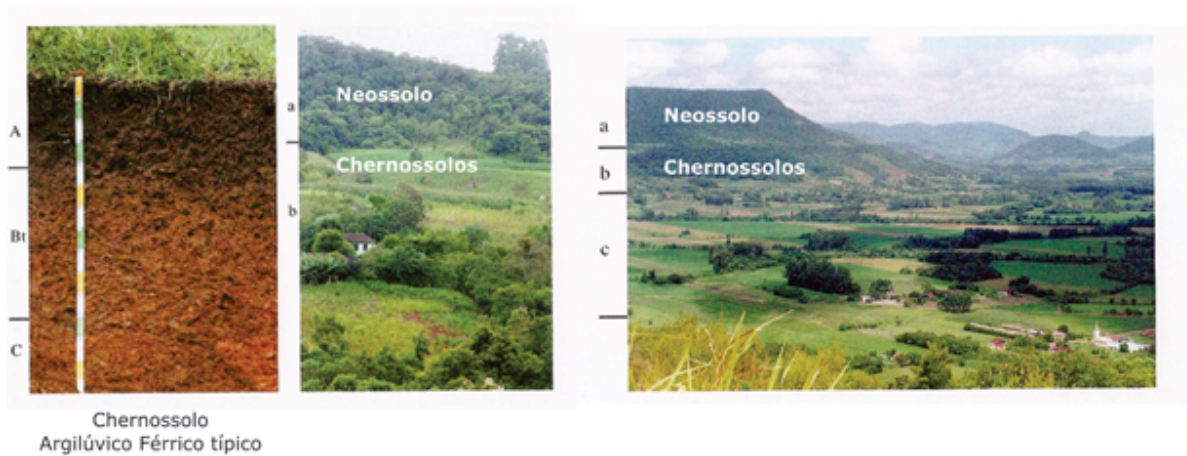 A
Bt
C
Chernossolo
Argilúvico Férrico típico
a
Neossolo
Chernossolos
b
a
Neossolo
b
Chernossolos
c